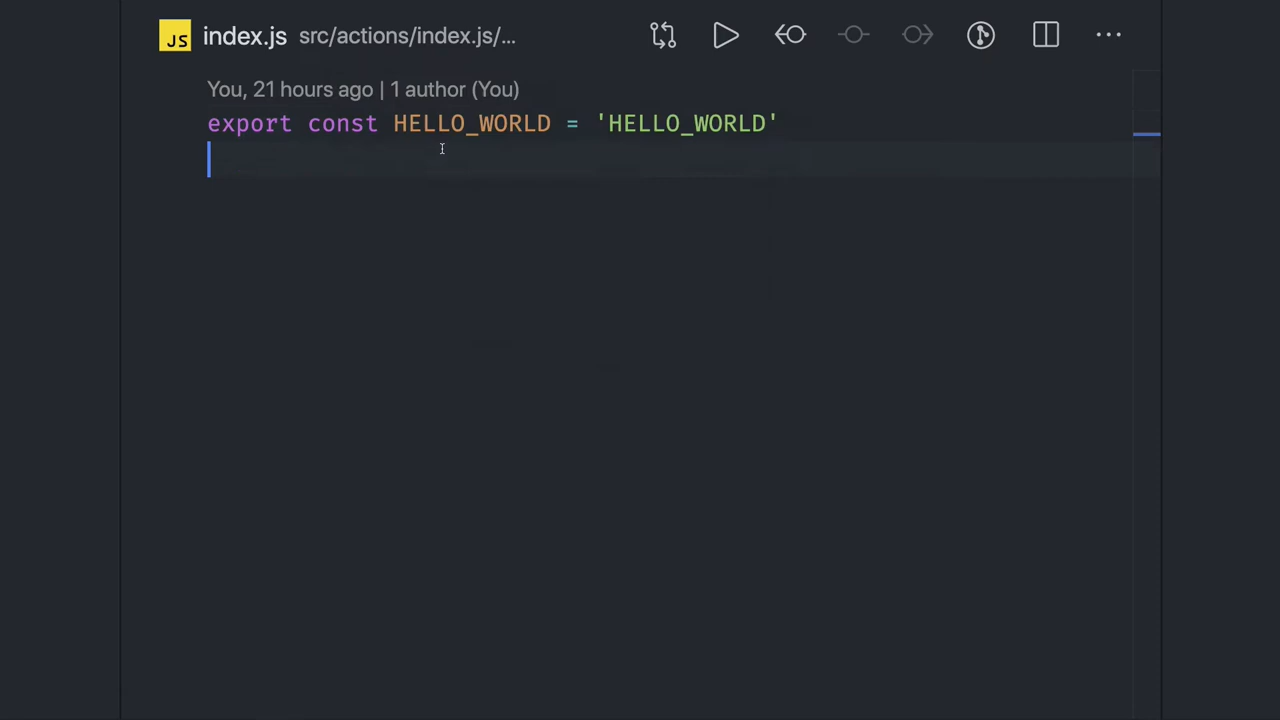 JS index.js src/actions/index.js/...
You, 21 hours ago | 1 author (You)
export const HELLO_WORLD = 'HELLO_WORLD'